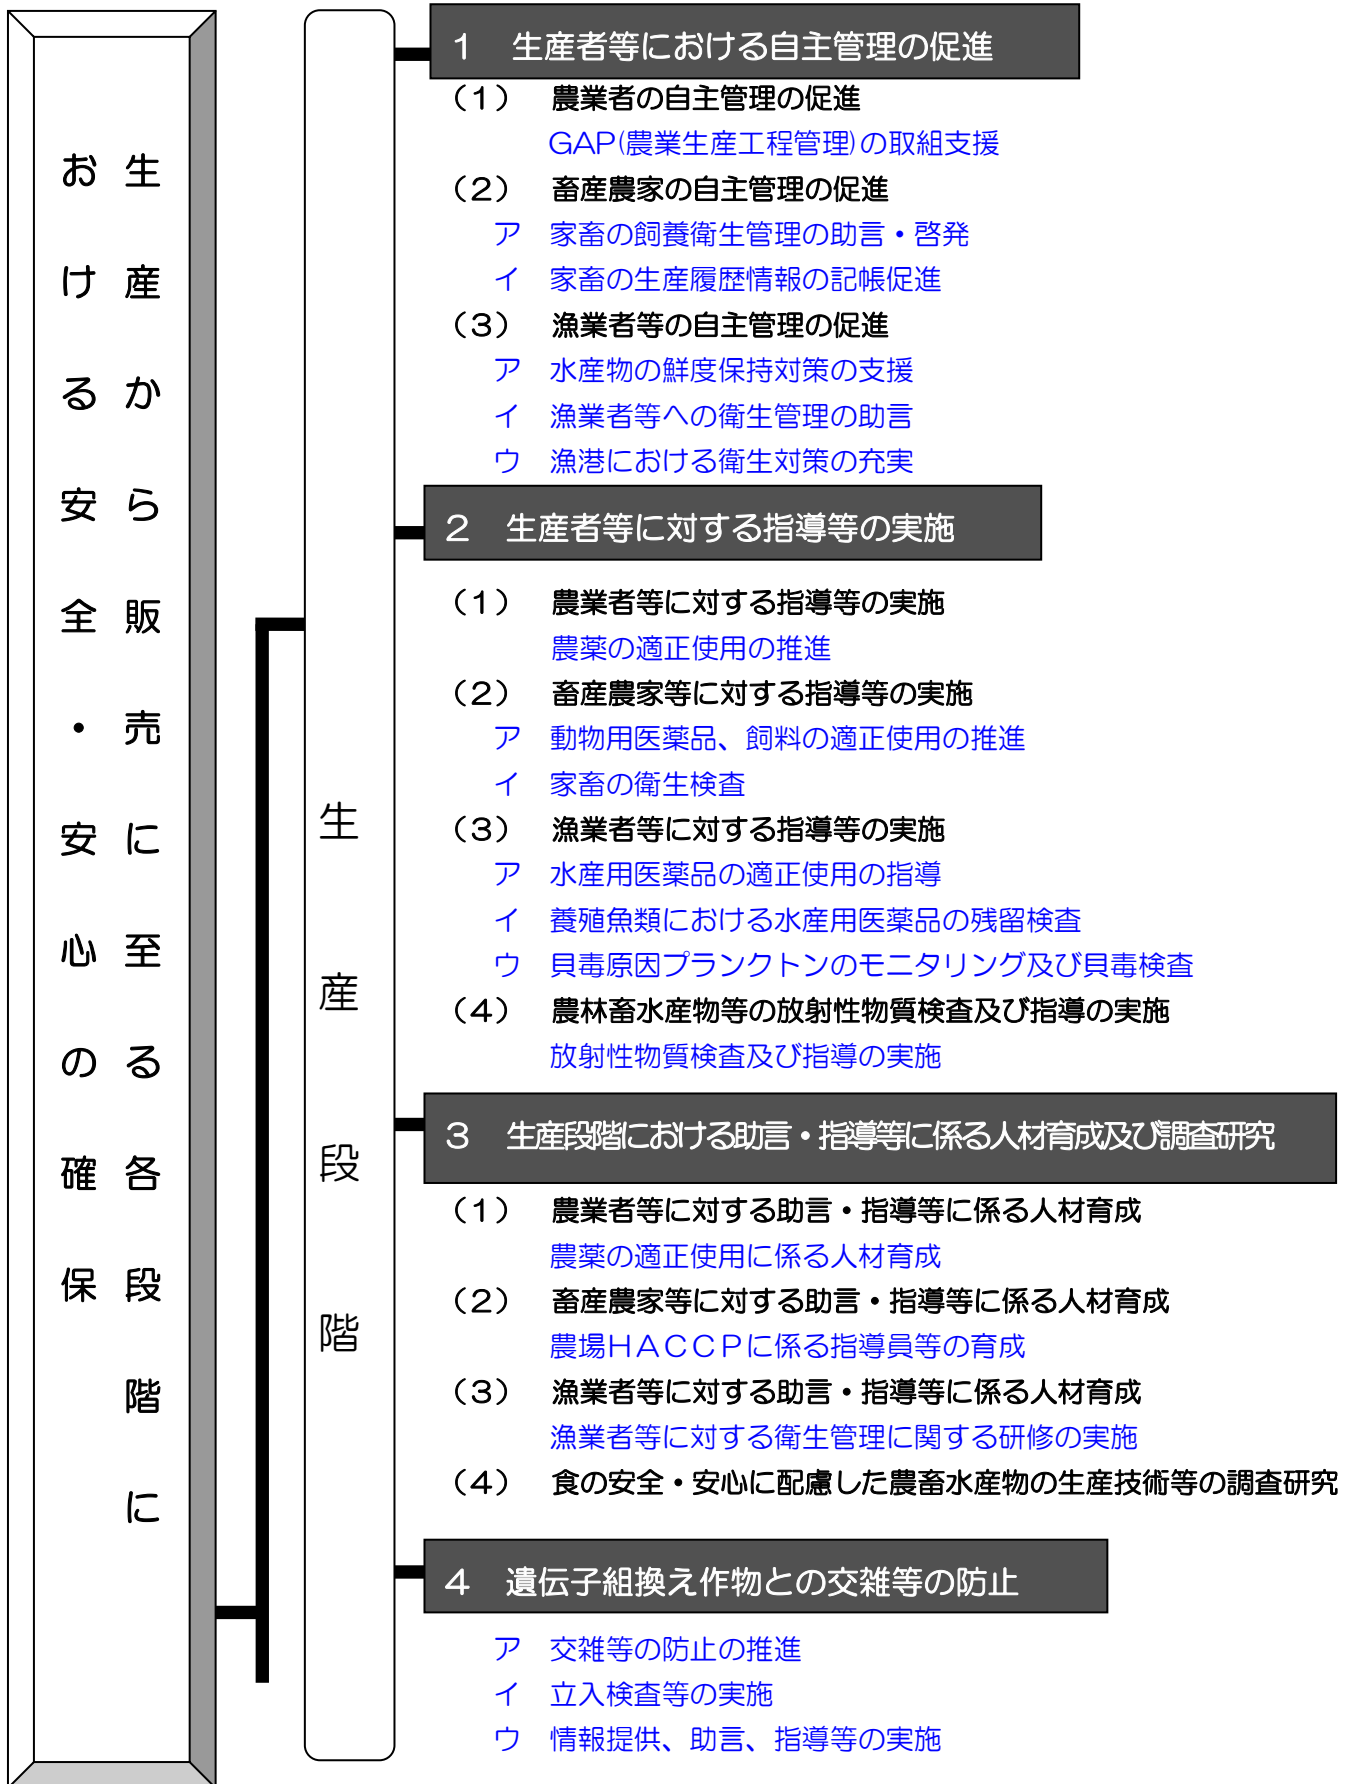 生産から販売に至る各段階に
おける安全・安心の確保
生産段階
１　生産者等における自主管理の促進
（１）　農業者の自主管理の促進
GAP(農業生産工程管理)の取組支援
（２）　畜産農家の自主管理の促進
ア　家畜の飼養衛生管理の助言・啓発
イ　家畜の生産履歴情報の記帳促進
（３）　漁業者等の自主管理の促進
ア　水産物の鮮度保持対策の支援
イ　漁業者等への衛生管理の助言
ウ　漁港における衛生対策の充実
２　生産者等に対する指導等の実施
（１）　農業者等に対する指導等の実施
農薬の適正使用の推進
（２）　畜産農家等に対する指導等の実施
ア　動物用医薬品、飼料の適正使用の推進
イ　家畜の衛生検査
（３）　漁業者等に対する指導等の実施
ア　水産用医薬品の適正使用の指導
イ　養殖魚類における水産用医薬品の残留検査
ウ　貝毒原因プランクトンのモニタリング及び貝毒検査
（４）　農林畜水産物等の放射性物質検査及び指導の実施
放射性物質検査及び指導の実施
３　生産段階における助言・指導等に係る人材育成及び調査研究
（１）　農業者等に対する助言・指導等に係る人材育成
農薬の適正使用に係る人材育成
（２）　畜産農家等に対する助言・指導等に係る人材育成
農場ＨＡＣＣＰに係る指導員等の育成
（３）　漁業者等に対する助言・指導等に係る人材育成
漁業者等に対する衛生管理に関する研修の実施
（４）　食の安全・安心に配慮した農畜水産物の生産技術等の調査研究
４　遺伝子組換え作物との交雑等の防止
ア　交雑等の防止の推進
イ　立入検査等の実施
ウ　情報提供、助言、指導等の実施